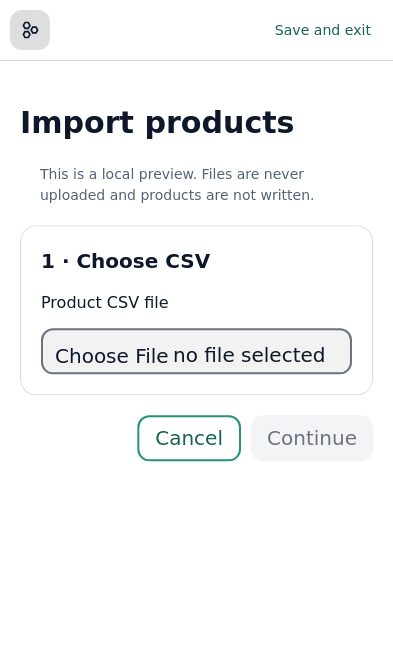 Save and exit
Import products
This is a local preview. Files are never
uploaded and products are not written.
1 · Choose CSV
Product CSV file
Choose File no file selected
Cancel
Continue